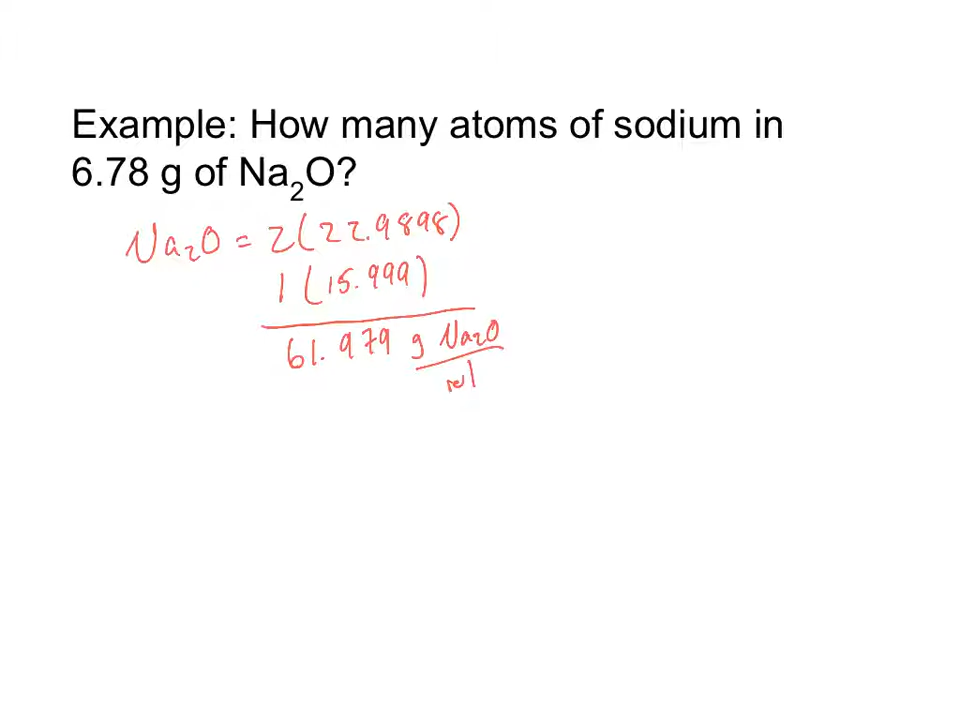 Example: How many atoms of sodium in
6.78 g of Na₂O?
Na₂O = 2(22.9898)
1(15.999)
61.979 g Na₂O
ml